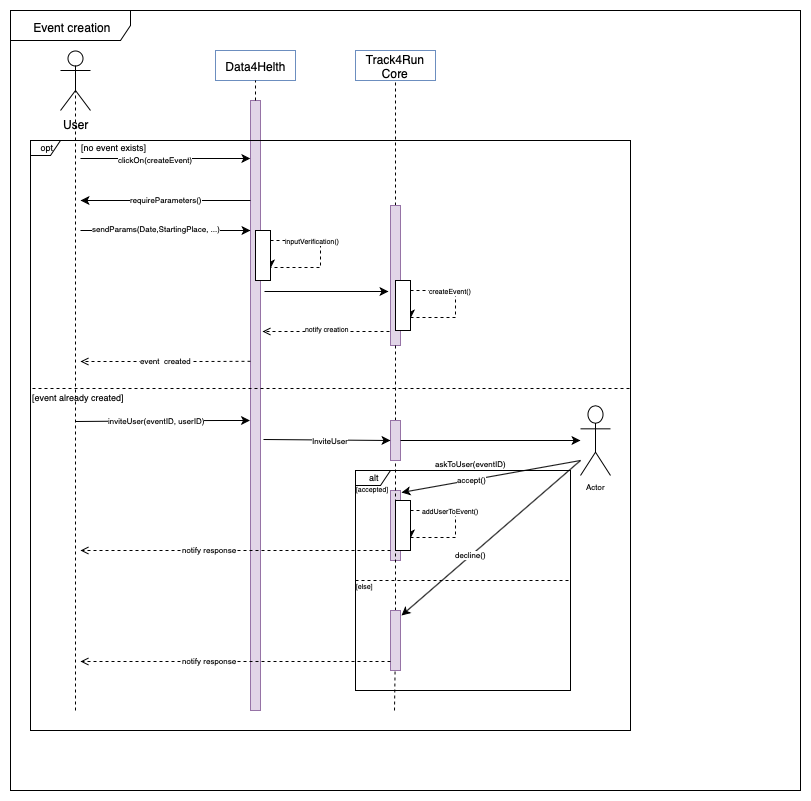 Event creation
Data4Helth
Track4Run
Core
User
opt
[no event exists]
clickOn(createEvent)
requireParameters()
sendParams(Date,StartingPlace, ...)
inputVerification()
createEvent()
notify creation
event  created
[event already created]
inviteUser(eventID, userID)
InviteUser
askToUser(eventID)
alt
accept()
Actor
[accepted]
addUserToEvent()
notify response
decline()
[else]
notify response